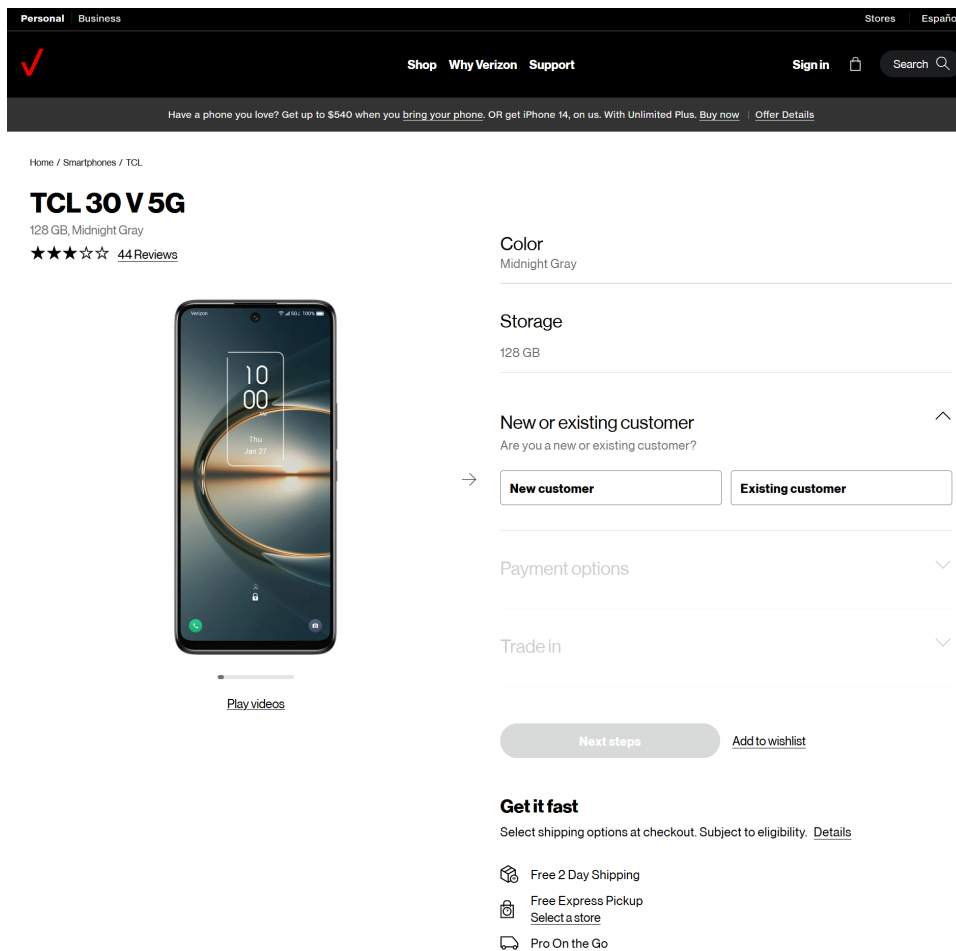 Personal Business Stores Españo
Shop Why Verizon Support Sign in Search
Have a phone you love? Get up to $540 when you bring your phone. OR get iPhone 14, on us. With Unlimited Plus. Buy now | Offer Details
Home / Smartphones / TCL
TCL 30 V 5G
128 GB, Midnight Gray
44 Reviews
Verizon 5G 100%
10
00
AM
Thu
Jan 27
Play videos
Color
Midnight Gray
Storage
128 GB
New or existing customer
Are you a new or existing customer?
New customer Existing customer
Payment options
Trade in
Next steps Add to wishlist
Get it fast
Select shipping options at checkout. Subject to eligibility. Details
Free 2 Day Shipping
Free Express Pickup
Select a store
Pro On the Go